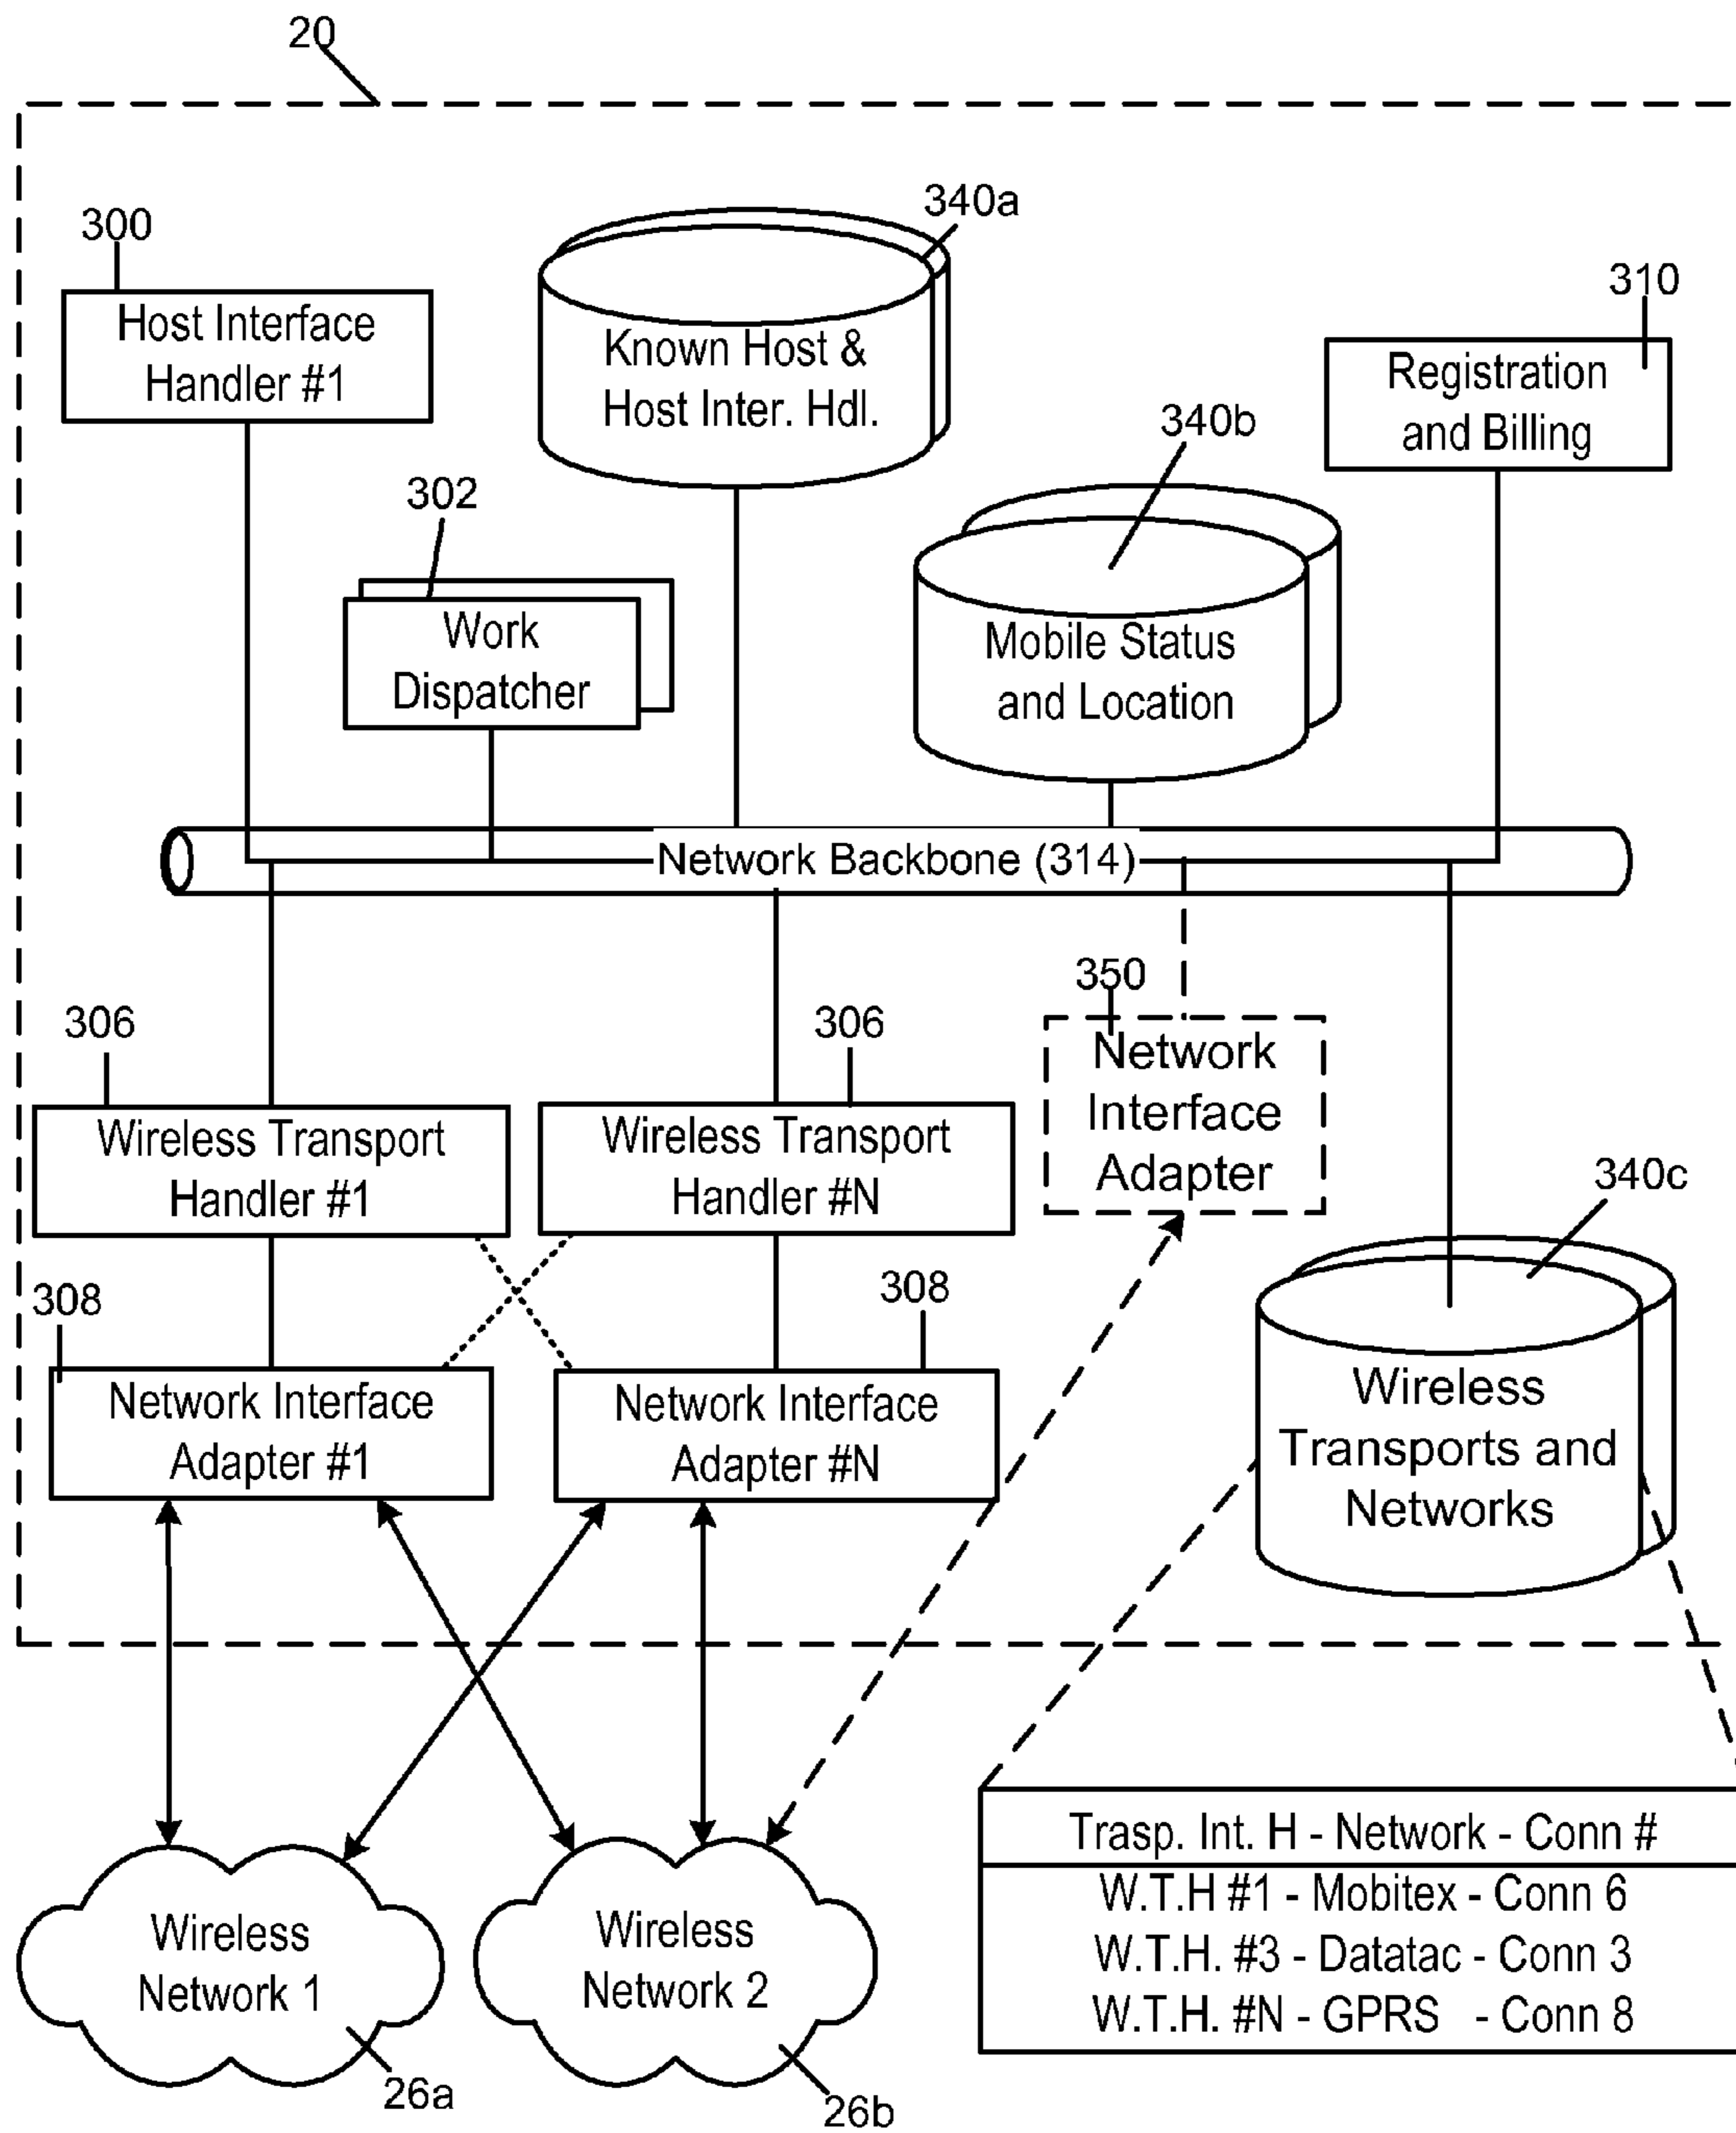 20
340a
300
310
Host Interface
Handler #1
Known Host &
Host Inter. Hdl.
Registration
and Billing
340b
302
Work
Dispatcher
Mobile Status
and Location
Network Backbone (314)
350
306
306
Network
Interface
Adapter
Wireless Transport
Handler #1
Wireless Transport
Handler #N
340c
308
308
Network Interface
Adapter #1
Network Interface
Adapter #N
Wireless
Transports and
Networks
Trasp. Int. H - Network - Conn #
W.T.H #1 - Mobitex - Conn 6
W.T.H. #3 - Datatac - Conn 3
W.T.H. #N - GPRS - Conn 8
Wireless
Network 1
Wireless
Network 2
26a
26b